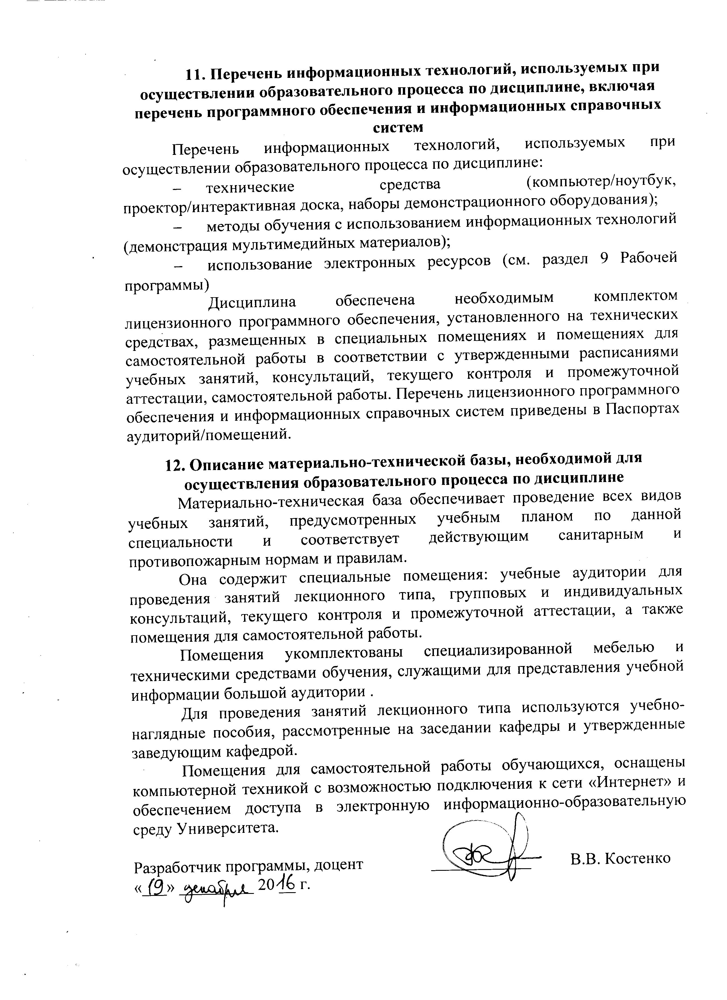 11. Перечень информационных технологий, используемых при
осуществлении образовательного процесса по дисциплине, включая
перечень программного обеспечения и информационных справочных
систем
Перечень информационных технологий, используемых при
осуществлении образовательного процесса по дисциплине:
– технические средства (компьютер/ноутбук,
проектор/интерактивная доска, наборы демонстрационного оборудования);
– методы обучения с использованием информационных технологий
(демонстрация мультимедийных материалов);
– использование электронных ресурсов (см. раздел 9 Рабочей
программы)
Дисциплина обеспечена необходимым комплектом
лицензионного программного обеспечения, установленного на технических
средствах, размещенных в специальных помещениях и помещениях для
самостоятельной работы в соответствии с утвержденными расписаниями
учебных занятий, консультаций, текущего контроля и промежуточной
аттестации, самостоятельной работы. Перечень лицензионного программного
обеспечения и информационных справочных систем приведены в Паспортах
аудиторий/помещений.
12. Описание материально-технической базы, необходимой для
осуществления образовательного процесса по дисциплине
Материально-техническая база обеспечивает проведение всех видов
учебных занятий, предусмотренных учебным планом по данной
специальности и соответствует действующим санитарным и
противопожарным нормам и правилам.
Она содержит специальные помещения: учебные аудитории для
проведения занятий лекционного типа, групповых и индивидуальных
консультаций, текущего контроля и промежуточной аттестации, а также
помещения для самостоятельной работы.
Помещения укомплектованы специализированной мебелью и
техническими средствами обучения, служащими для представления учебной
информации большой аудитории .
Для проведения занятий лекционного типа используются учебно-
наглядные пособия, рассмотренные на заседании кафедры и утвержденные
заведующим кафедрой.
Помещения для самостоятельной работы обучающихся, оснащены
компьютерной техникой с возможностью подключения к сети «Интернет» и
обеспечением доступа в электронную информационно-образовательную
среду Университета.
Разработчик программы, доцент В.В. Костенко
«19» декабря 2016 г.